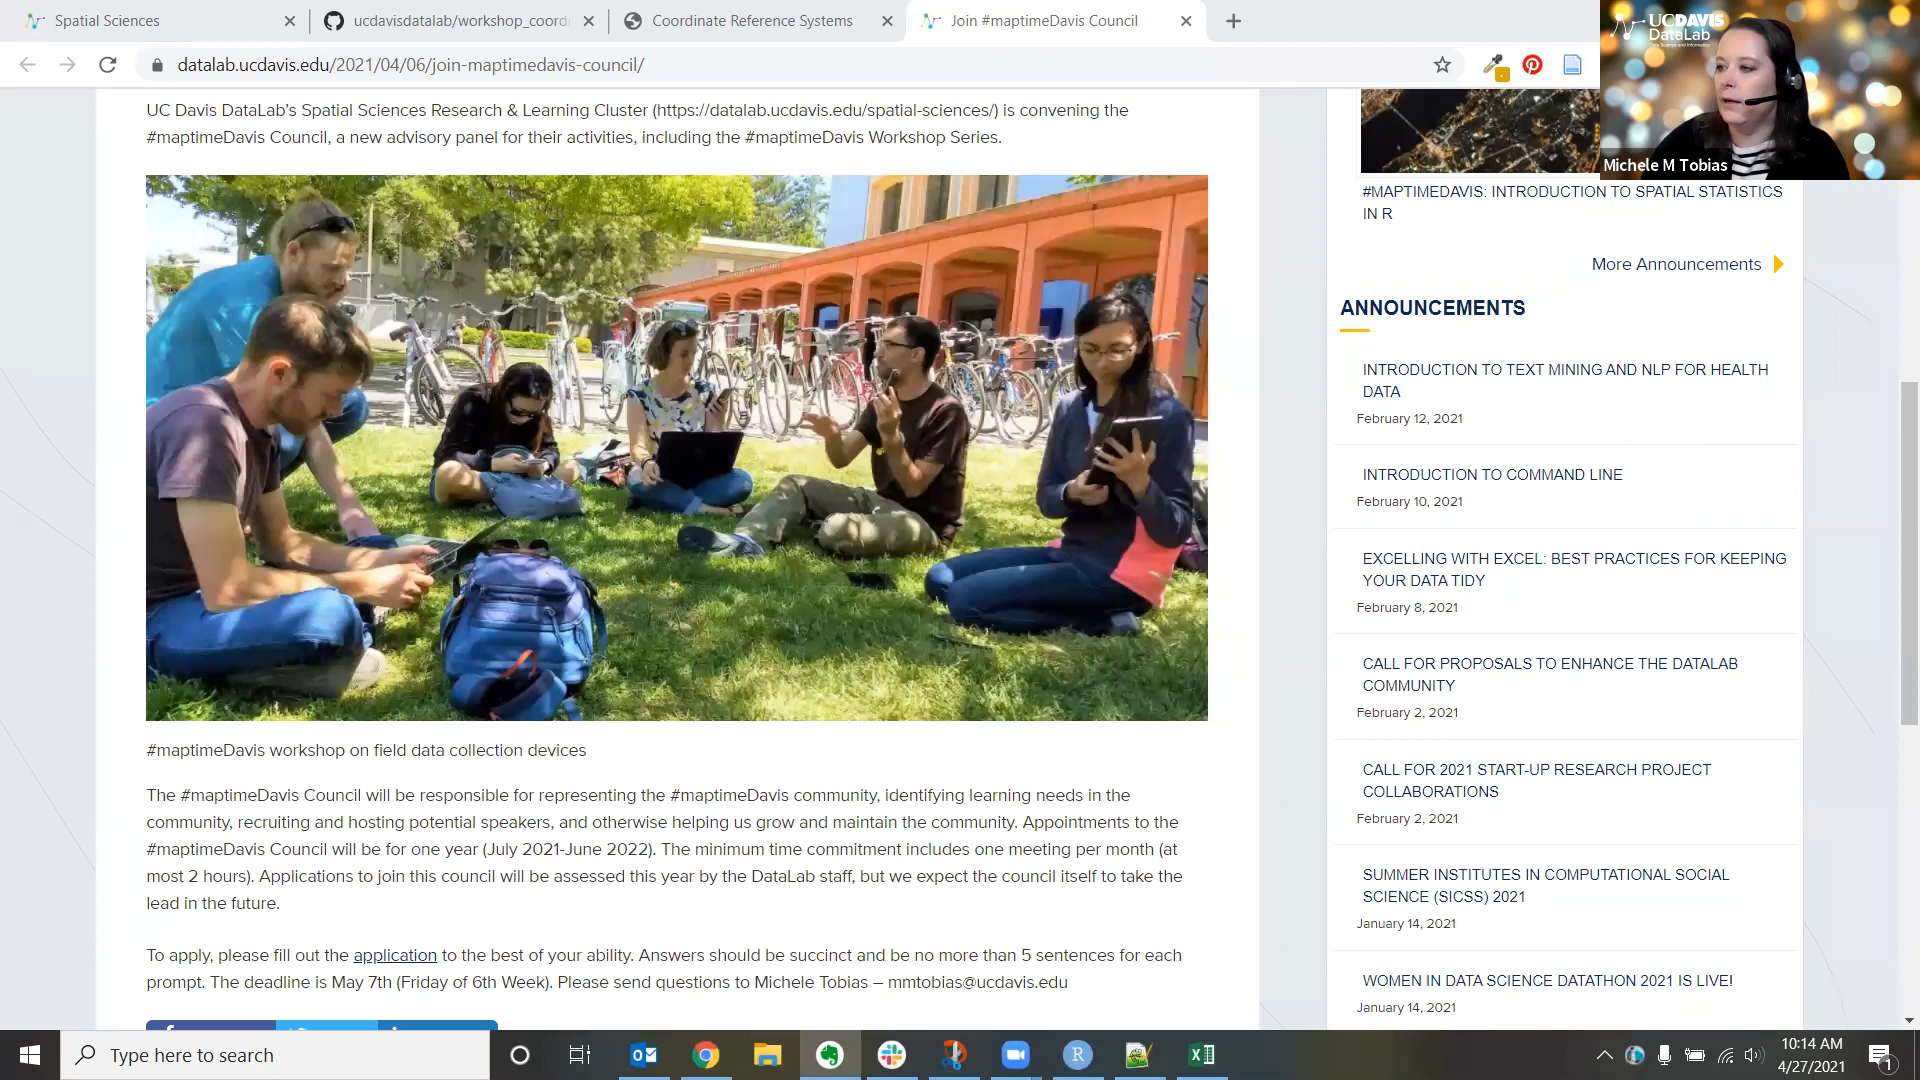 Spatial Sciences
ucdavisdatalab/workshop_coord
Coordinate Reference Systems
Join #maptimeDavis Council
datalab.ucdavis.edu/2021/04/06/join-maptimedavis-council/
UCDAVIS
DataLab
Michele M Tobias
UC Davis DataLab's Spatial Sciences Research & Learning Cluster (https://datalab.ucdavis.edu/spatial-sciences/) is convening the
#maptimeDavis Council, a new advisory panel for their activities, including the #maptimeDavis Workshop Series.
#maptimeDavis workshop on field data collection devices
The #maptimeDavis Council will be responsible for representing the #maptimeDavis community, identifying learning needs in the
community, recruiting and hosting potential speakers, and otherwise helping us grow and maintain the community. Appointments to the
#maptimeDavis Council will be for one year (July 2021-June 2022). The minimum time commitment includes one meeting per month (at
most 2 hours). Applications to join this council will be assessed this year by the DataLab staff, but we expect the council itself to take the
lead in the future.
To apply, please fill out the application to the best of your ability. Answers should be succinct and be no more than 5 sentences for each
prompt. The deadline is May 7th (Friday of 6th Week). Please send questions to Michele Tobias – mmtobias@ucdavis.edu
#MAPTIMEDAVIS: INTRODUCTION TO SPATIAL STATISTICS
IN R
More Announcements
ANNOUNCEMENTS
INTRODUCTION TO TEXT MINING AND NLP FOR HEALTH
DATA
February 12, 2021
INTRODUCTION TO COMMAND LINE
February 10, 2021
EXCELLING WITH EXCEL: BEST PRACTICES FOR KEEPING
YOUR DATA TIDY
February 8, 2021
CALL FOR PROPOSALS TO ENHANCE THE DATALAB
COMMUNITY
February 2, 2021
CALL FOR 2021 START-UP RESEARCH PROJECT
COLLABORATIONS
February 2, 2021
SUMMER INSTITUTES IN COMPUTATIONAL SOCIAL
SCIENCE (SICSS) 2021
January 14, 2021
WOMEN IN DATA SCIENCE DATATHON 2021 IS LIVE!
January 14, 2021
Type here to search
10:14 AM
4/27/2021
1